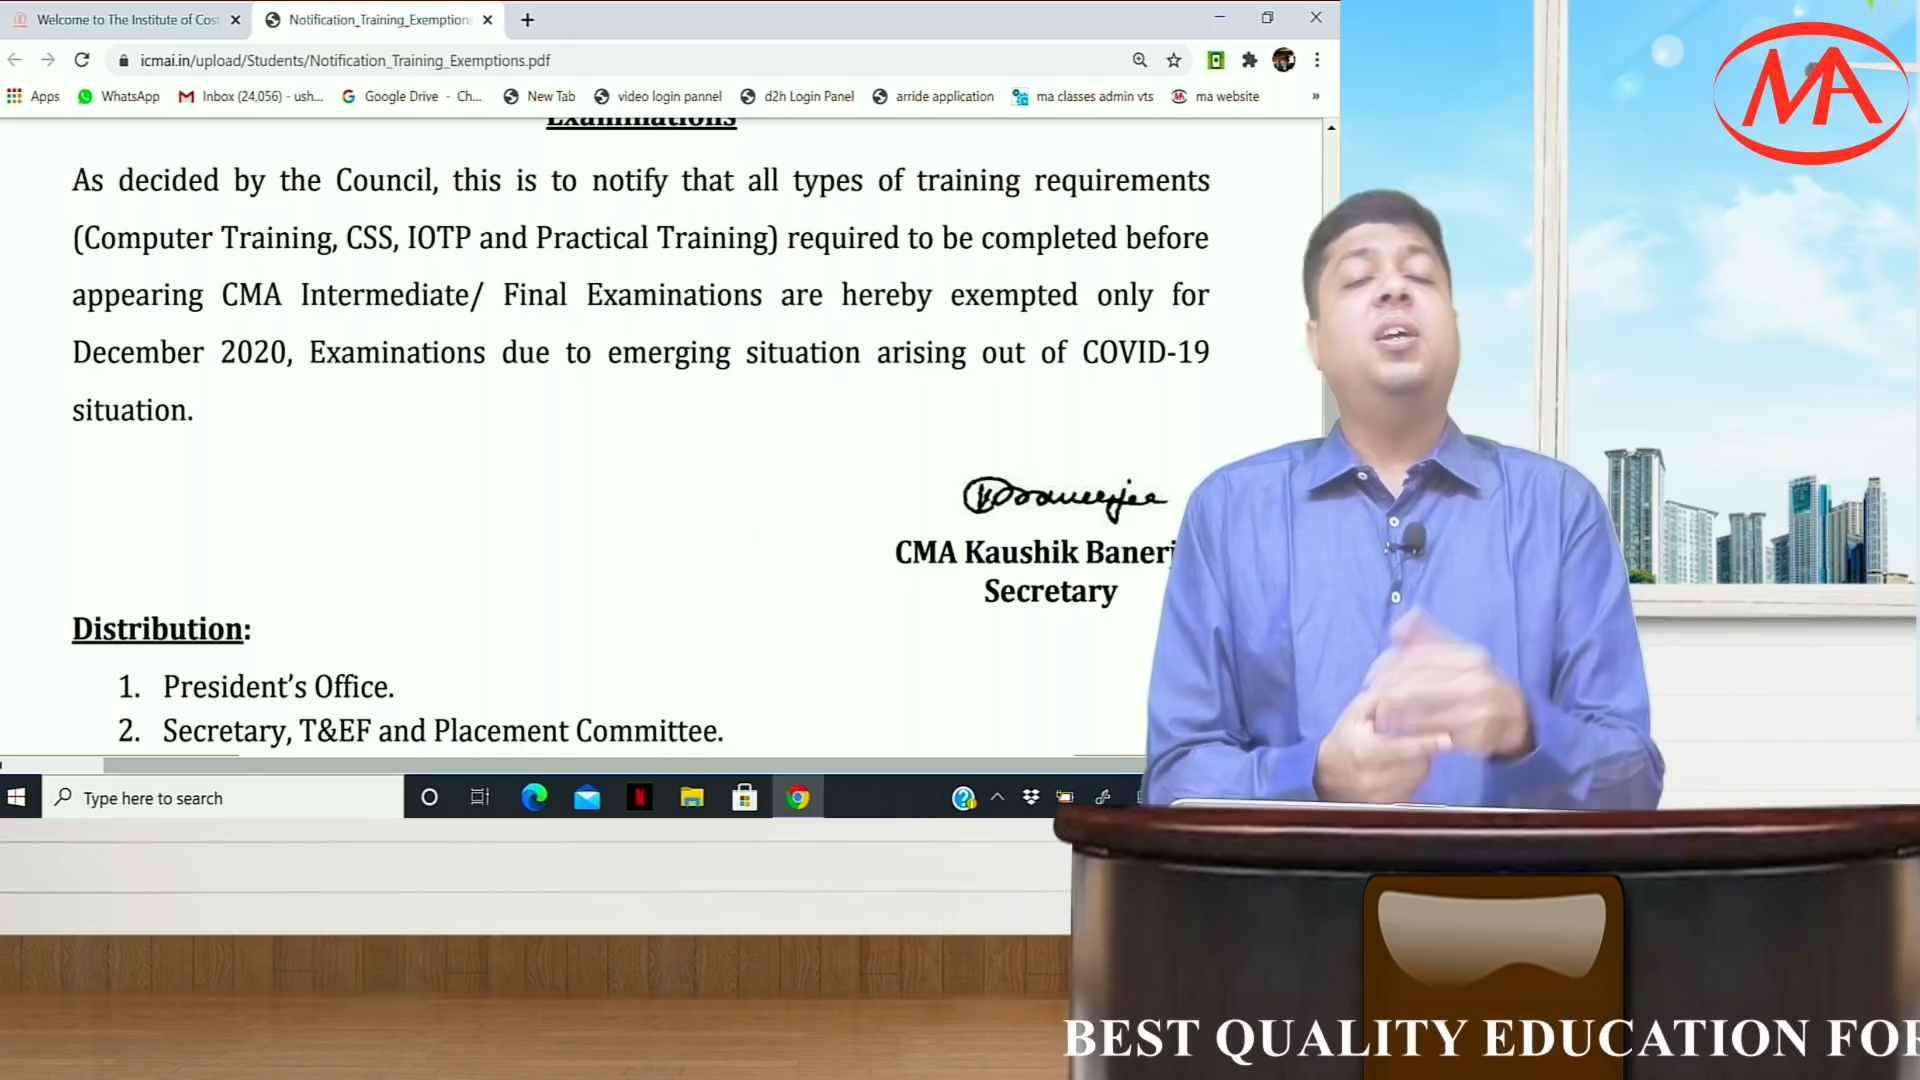 Welcome to The Institute of Cost
Notification_Training_Exemptions
icmai.in/upload/Students/Notification_Training_Exemptions.pdf
Apps WhatsApp Inbox (24,056) - ush... Google Drive - Ch... New Tab video login pannel d2h Login Panel arride application ma classes admin vts ma website »
MA
Examinations
As decided by the Council, this is to notify that all types of training requirements
(Computer Training, CSS, IOTP and Practical Training) required to be completed before
appearing CMA Intermediate/ Final Examinations are hereby exempted only for
December 2020, Examinations due to emerging situation arising out of COVID-19
situation.
CMA Kaushik Banerj
Secretary
Distribution:
1. President's Office.
2. Secretary, T&EF and Placement Committee.
Type here to search
BEST QUALITY EDUCATION FOR